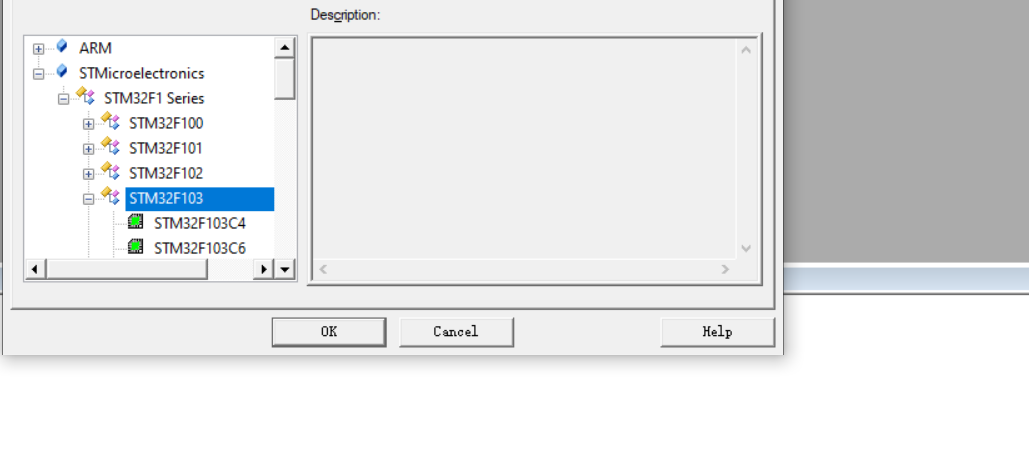 Description:
ARM
STMicroelectronics
STM32F1 Series
STM32F100
STM32F101
STM32F102
STM32F103
STM32F103C4
STM32F103C6
OK Cancel Help